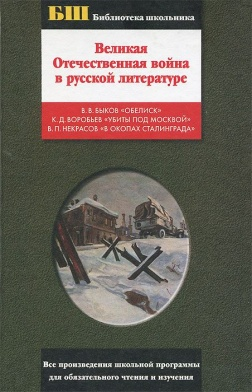 БШ Библиотека школьника
Великая
Отечественная война
в русской литературе
В. В. БЫКОВ «ОБЕЛИСК»
К. Д. ВОРОБЬЕВ «УБИТЫ ПОД МОСКВОЙ»
В. П. НЕКРАСОВ «В ОКОПАХ СТАЛИНГРАДА»
Все произведения школьной программы
для обязательного чтения и изучения